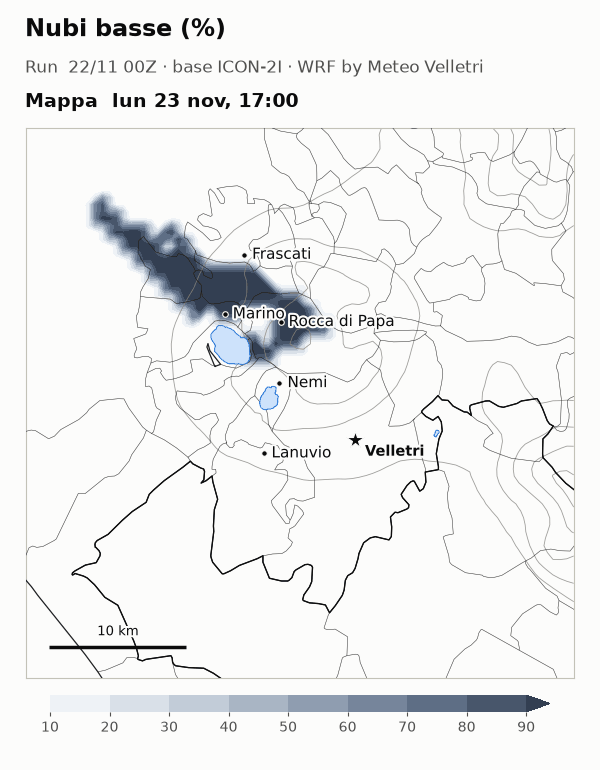 Nubi basse (%)
Run  22/11 00Z · base ICON-2I · WRF by Meteo Velletri
Mappa  lun 23 nov, 17:00
Frascati
Marino
Rocca di Papa
Nemi
Velletri
Lanuvio
10 km
10 20 30 40 50 60 70 80 90